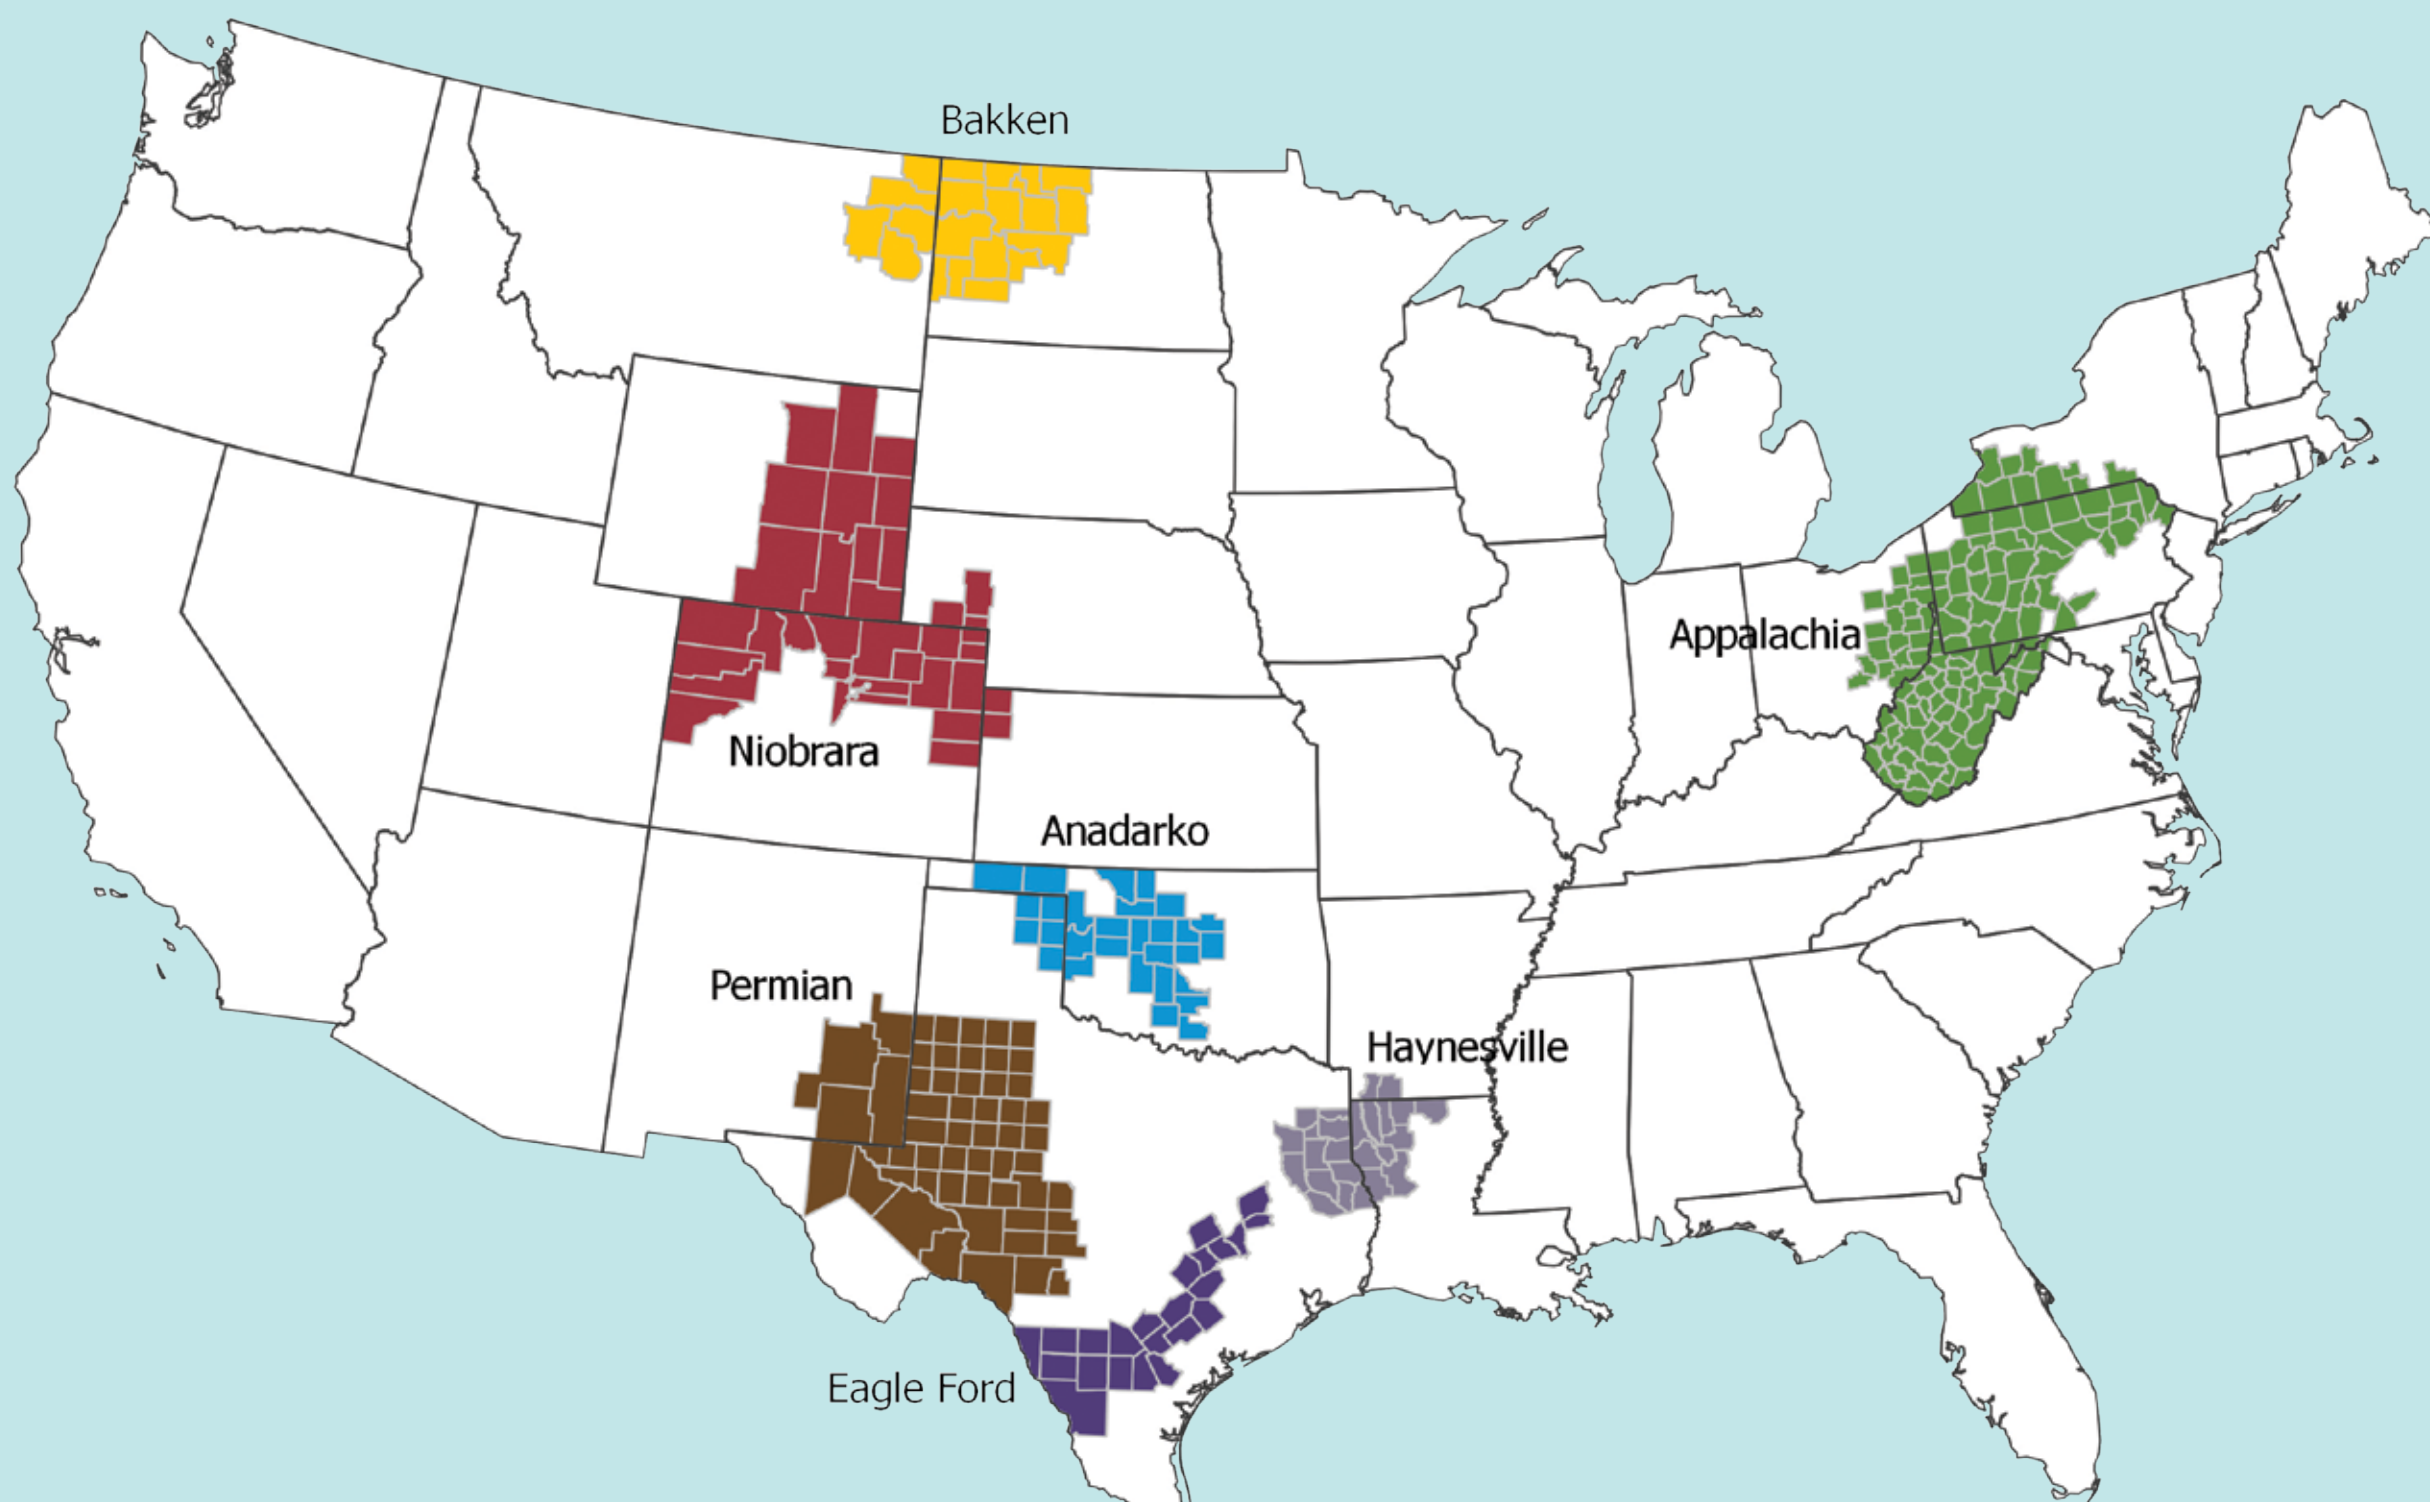 Bakken
Appalachia
Niobrara
Anadarko
Permian
Haynesville
Eagle Ford